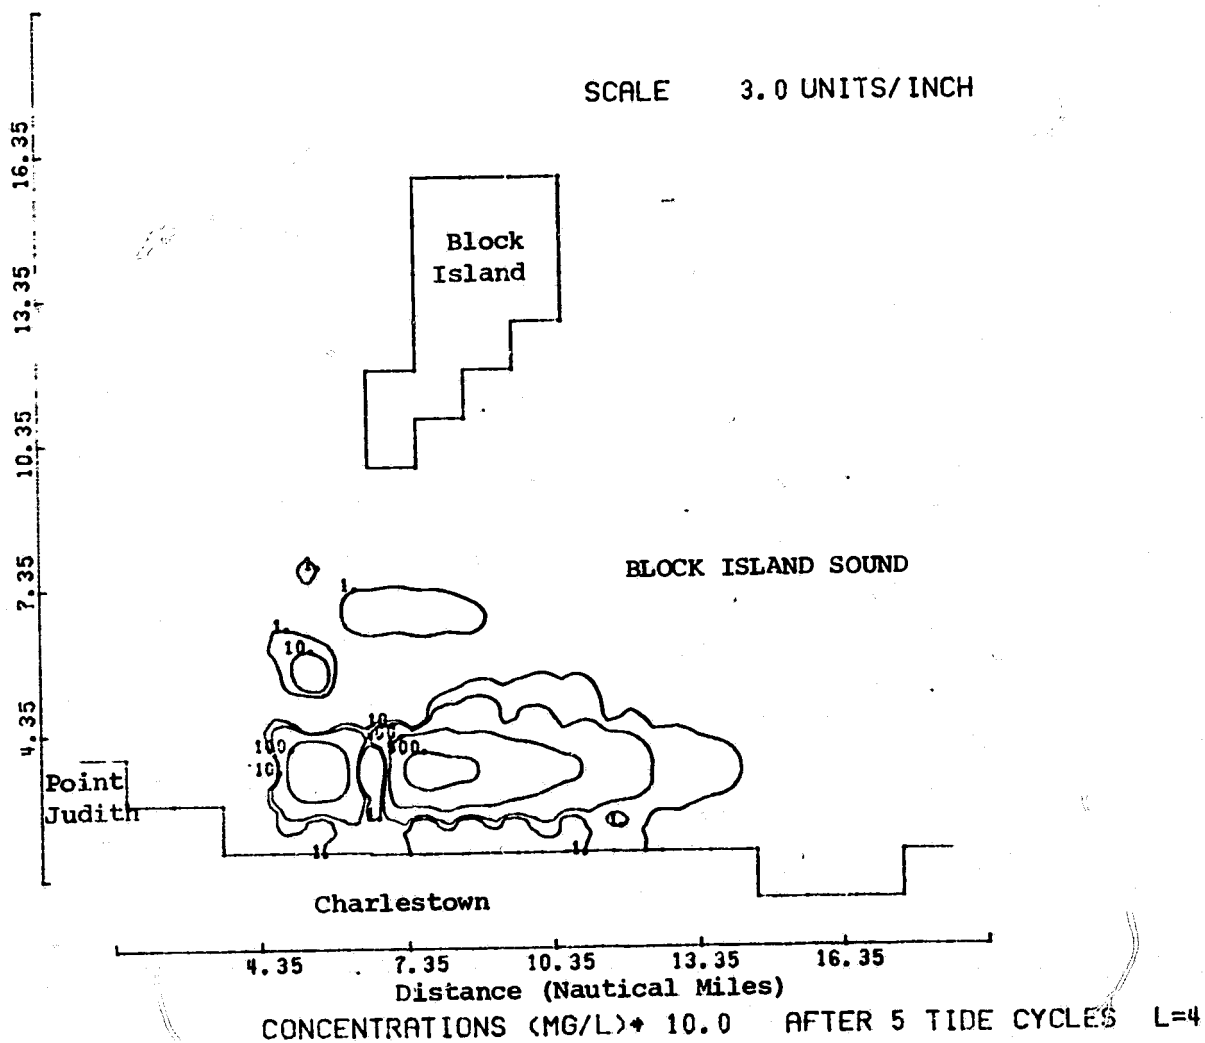 SCALE 3.0 UNITS/INCH
16.35
Block
Island
13.35
10.35
BLOCK ISLAND SOUND
7.35
1.
1.
10.
4.35
10.
100
100
10
Point
Judith
1.
1.
Charlestown
4.35 7.35 10.35 13.35 16.35
Distance (Nautical Miles)
CONCENTRATIONS (MG/L)* 10.0 AFTER 5 TIDE CYCLES L=4